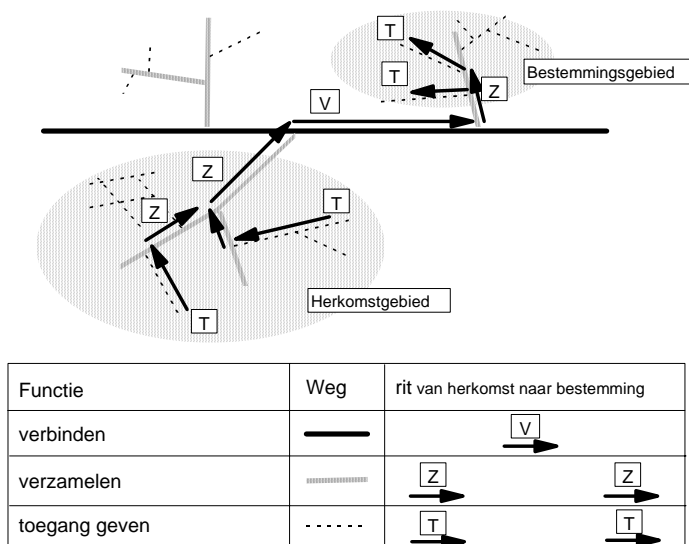 T
T
Bestemmingsgebied
Z
V
Z
Z
T
Herkomstgebied
T
Functie Weg rit van herkomst naar bestemming
verbinden V
verzamelen Z Z
toegang geven T T